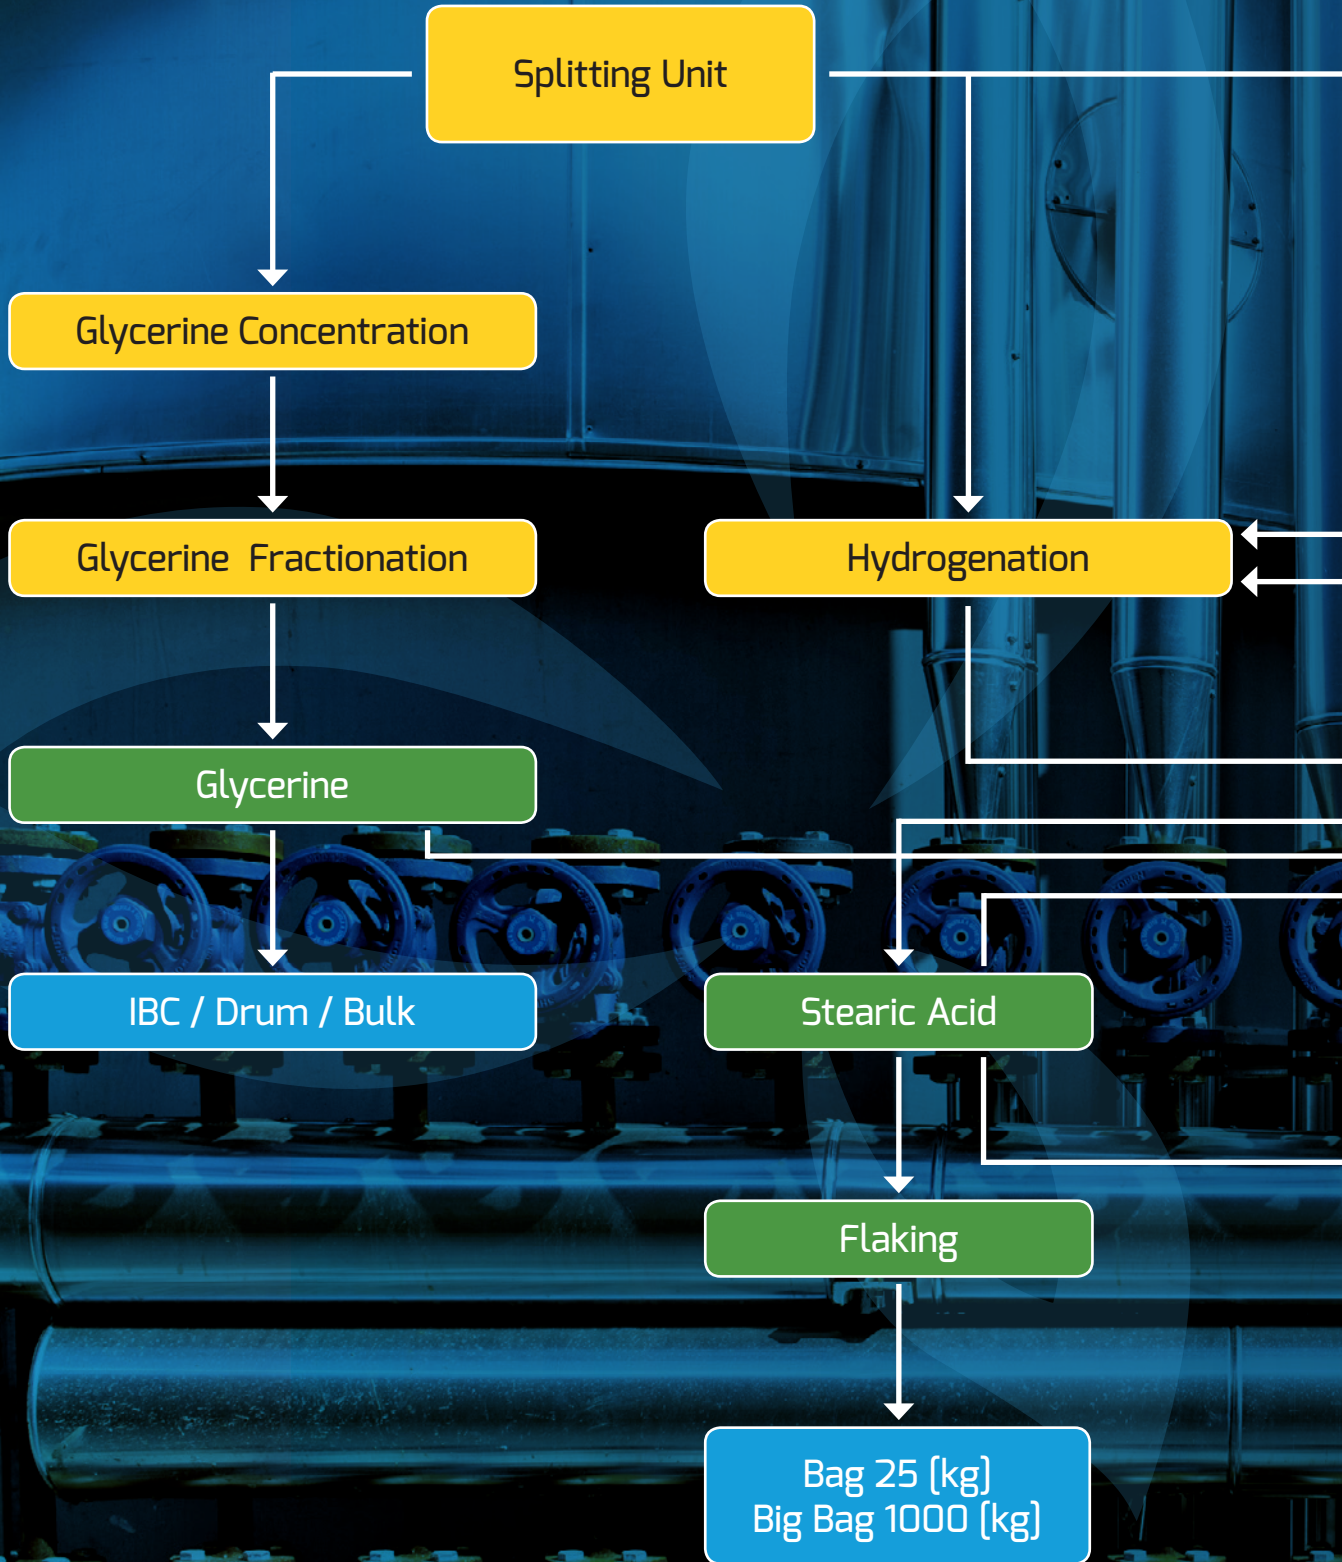 Splitting Unit
Glycerine Concentration
Glycerine  Fractionation
Hydrogenation
Glycerine
IBC / Drum / Bulk
Stearic Acid
Flaking
Bag 25 [kg]
Big Bag 1000 [kg]